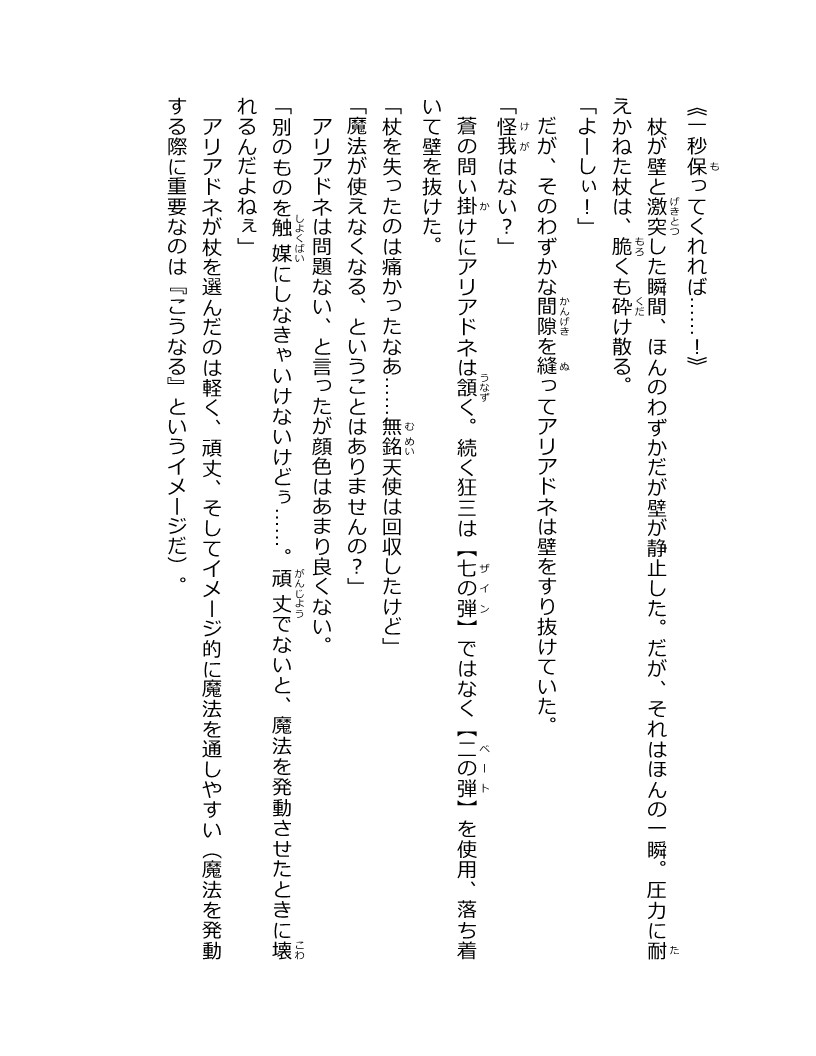 《一秒保ってくれれば……！》
　杖が壁と激突した瞬間、ほんのわずかだが壁が静止した。だが、それはほんの一瞬。圧力に耐
えかねた杖は、脆くも砕け散る。
「よーしぃ！」
　だが、そのわずかな間隙を縫ってアリアドネは壁をすり抜けていた。
「怪我はない？」
　蒼の問い掛けにアリアドネは頷く。続く狂三は【七の弾】ではなく【二の弾】を使用、落ち着
いて壁を抜けた。
「杖を失ったのは痛かったなあ……無銘天使は回収したけど」
「魔法が使えなくなる、ということはありませんの？」
　アリアドネは問題ない、と言ったが顔色はあまり良くない。
「別のものを触媒にしなきゃいけないけどぅ……。頑丈でないと、魔法を発動させたときに壊
れるんだよねぇ」
　アリアドネが杖を選んだのは軽く、頑丈、そしてイメージ的に魔法を通しやすい（魔法を発動
する際に重要なのは『こうなる』というイメージだ）。